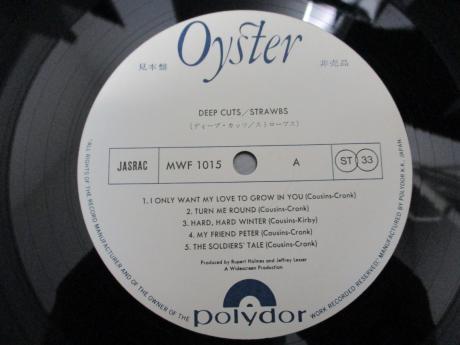 Oyster
見本盤 非売品
DEEP CUTS/STRAWBS
(ディープ・カッツ/ストローブス)
JASRAC MWF 1015 A ST 33
1. I ONLY WANT MY LOVE TO GROW IN YOU (Cousins-Cronk)
2. TURN ME ROUND (Cousins-Cronk)
3. HARD, HARD WINTER (Cousins-Kirby)
4. MY FRIEND PETER (Cousins-Cronk)
5. THE SOLDIERS' TALE (Cousins-Cronk)
Produced by Rupert Holmes and Jeffrey Lesser
A Widescreen Production
polydor
"ALL RIGHTS OF THE RECORD MANUFACTURER AND OF THE OWNER OF THE WORK RECORDED RESERVED; MANUFACTURED BY POLYDOR K.K., JAPAN.